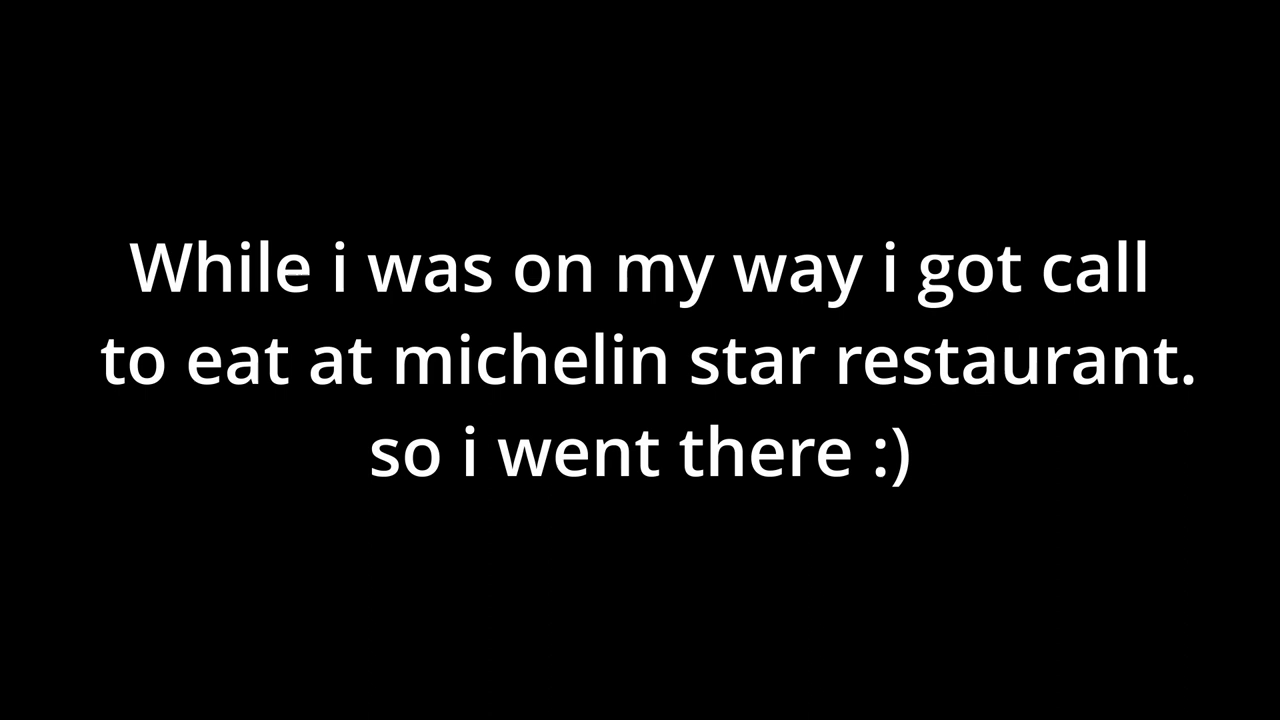 While i was on my way i got call
to eat at michelin star restaurant.
so i went there :)